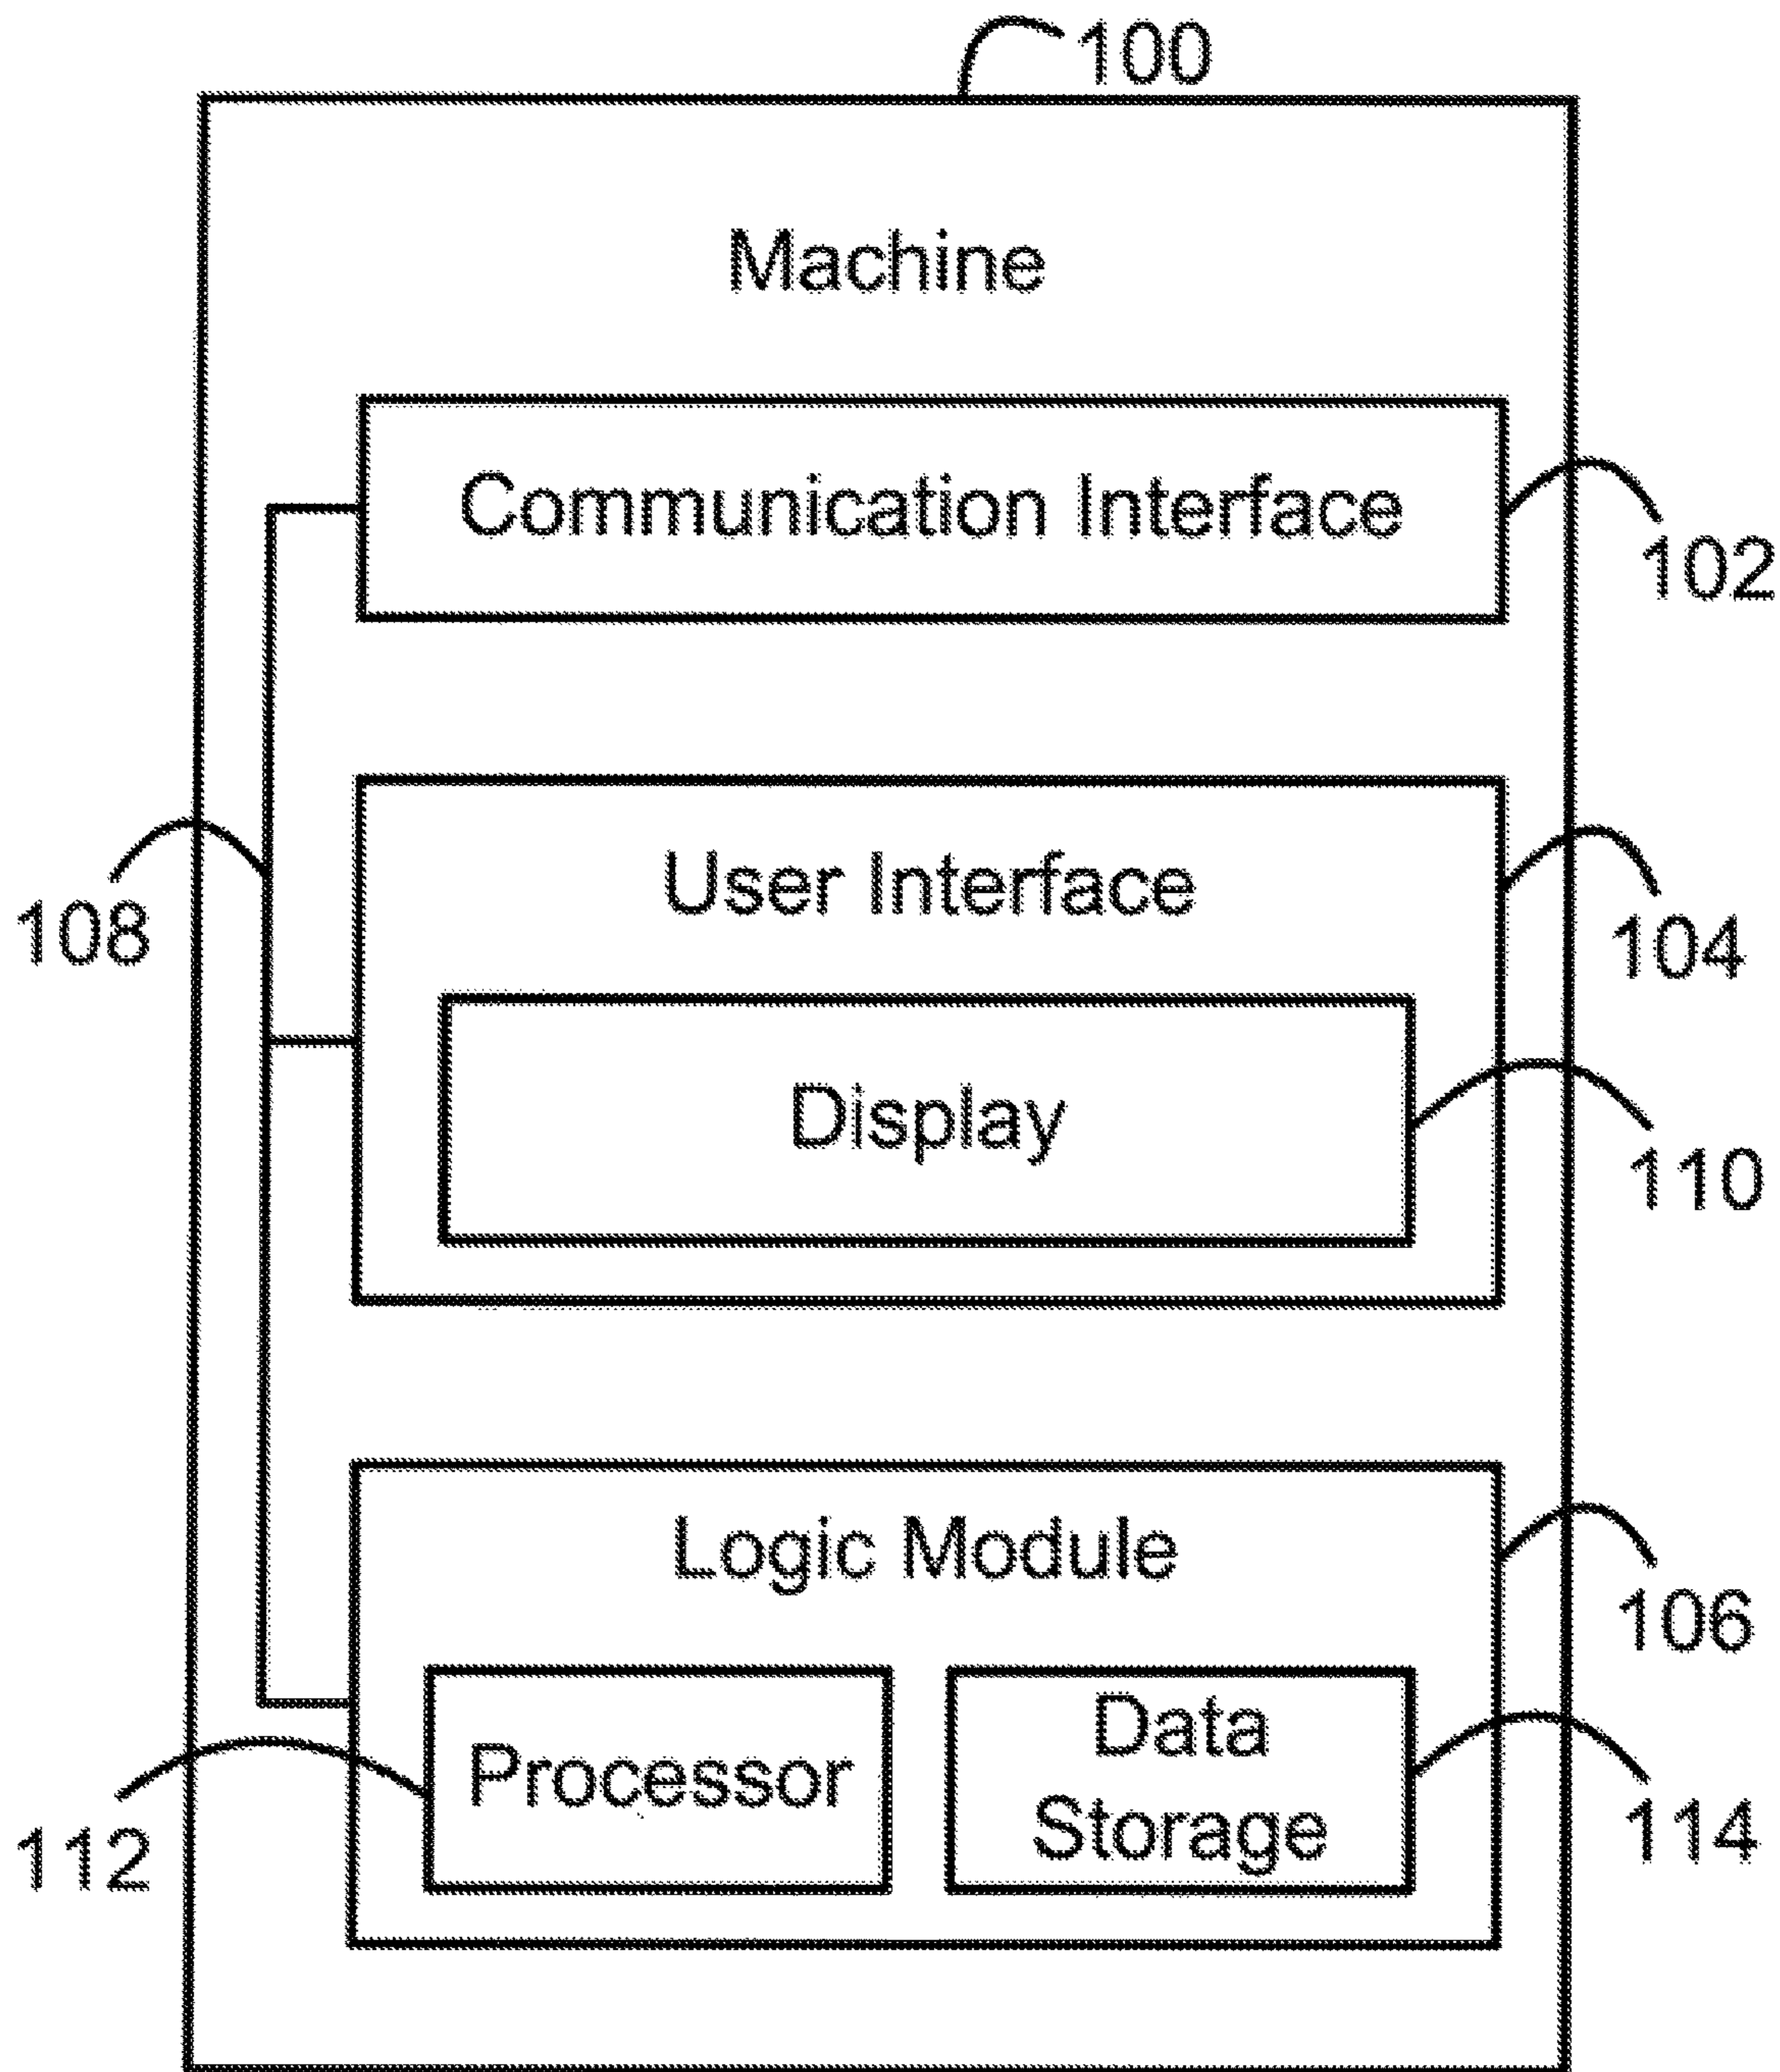 100
Machine
Communication Interface
102
User Interface
108
104
Display
110
Logic Module
106
Processor
Data
Storage
112
114